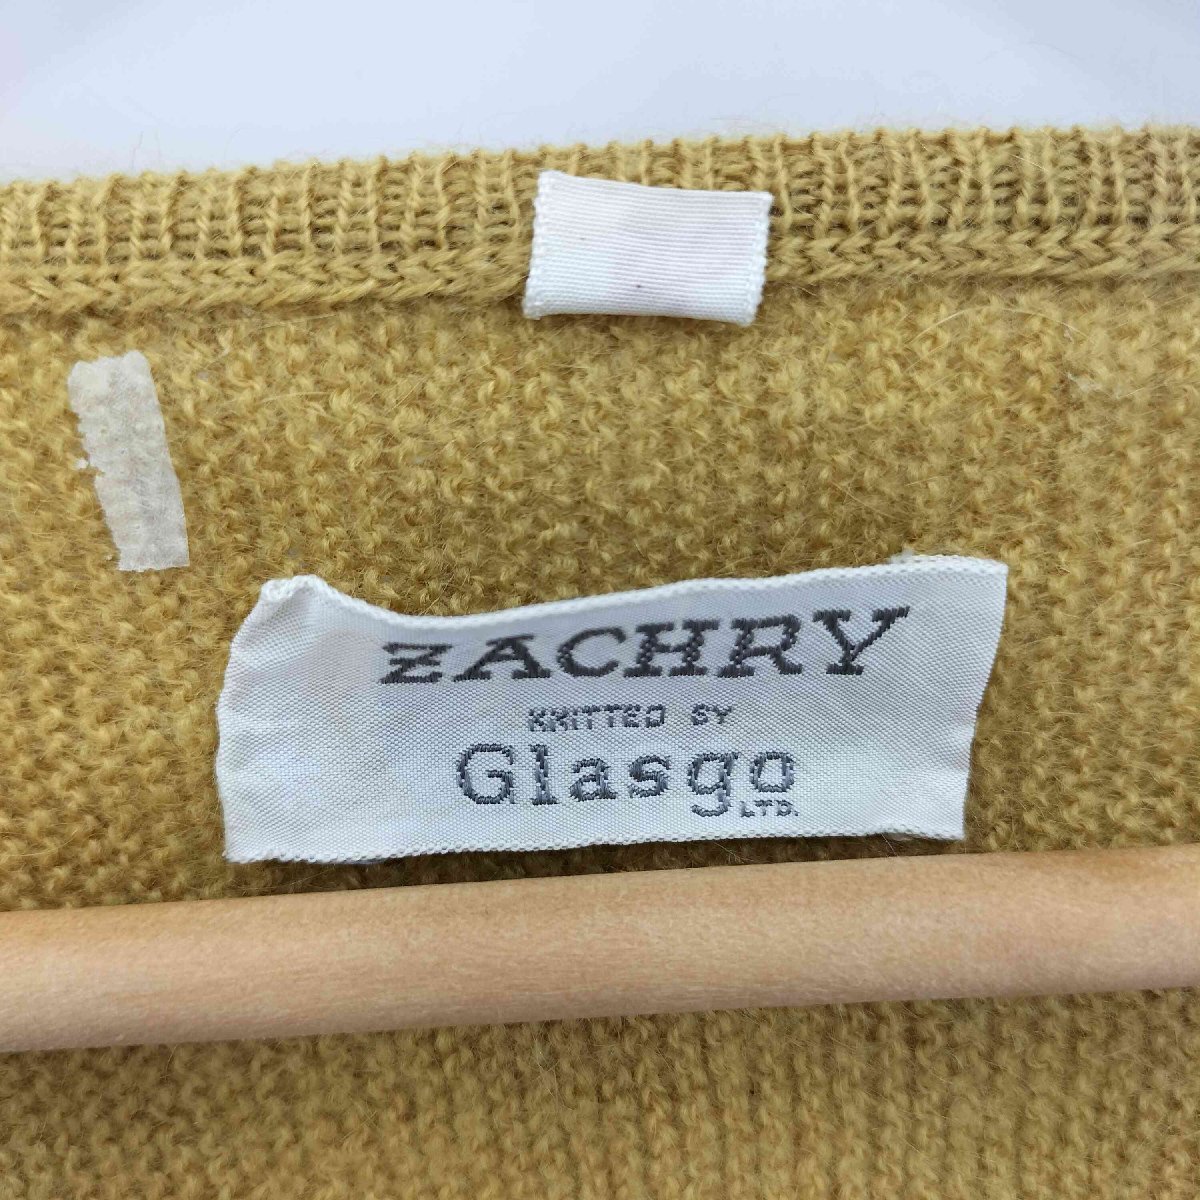 ZACHRY
KNITTED BY
Glasgo
LTD.